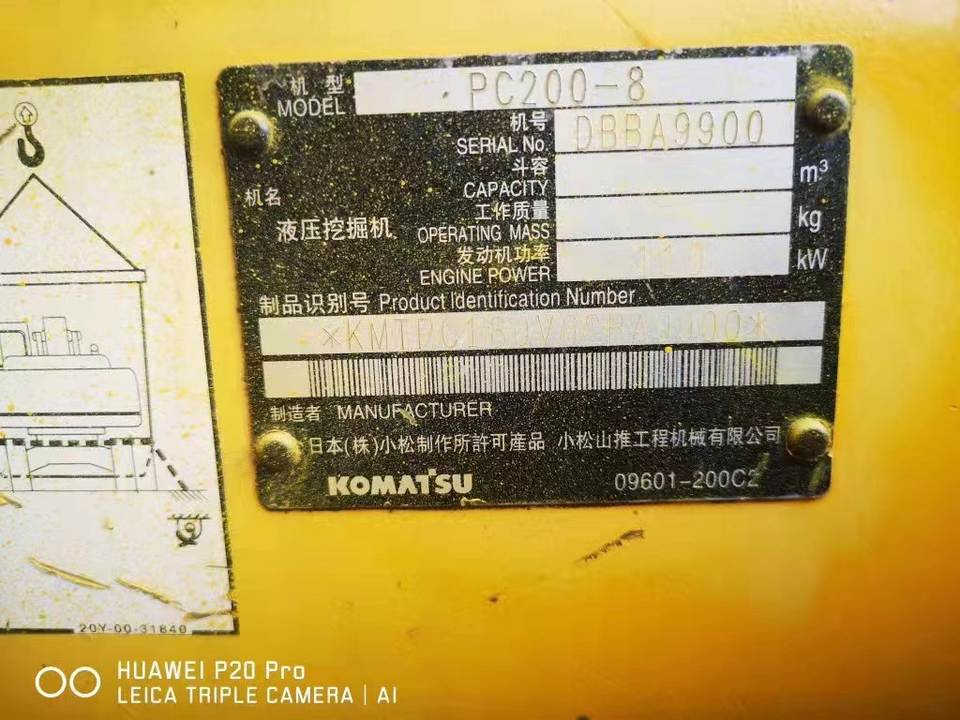 机型 PC200-8
MODEL
机号 DBBA9900
SERIAL No.
斗容
CAPACITY m³
机名
工作质量
液压挖掘机 OPERATING MASS kg
发动机功率
ENGINE POWER kW
制品识别号 Product Identification Number
制造者 MANUFACTURER
日本(株)小松制作所許可産品 小松山推工程机械有限公司
KOMATSU 09601-200C2
20Y-00-31840
HUAWEI P20 Pro
LEICA TRIPLE CAMERA | AI